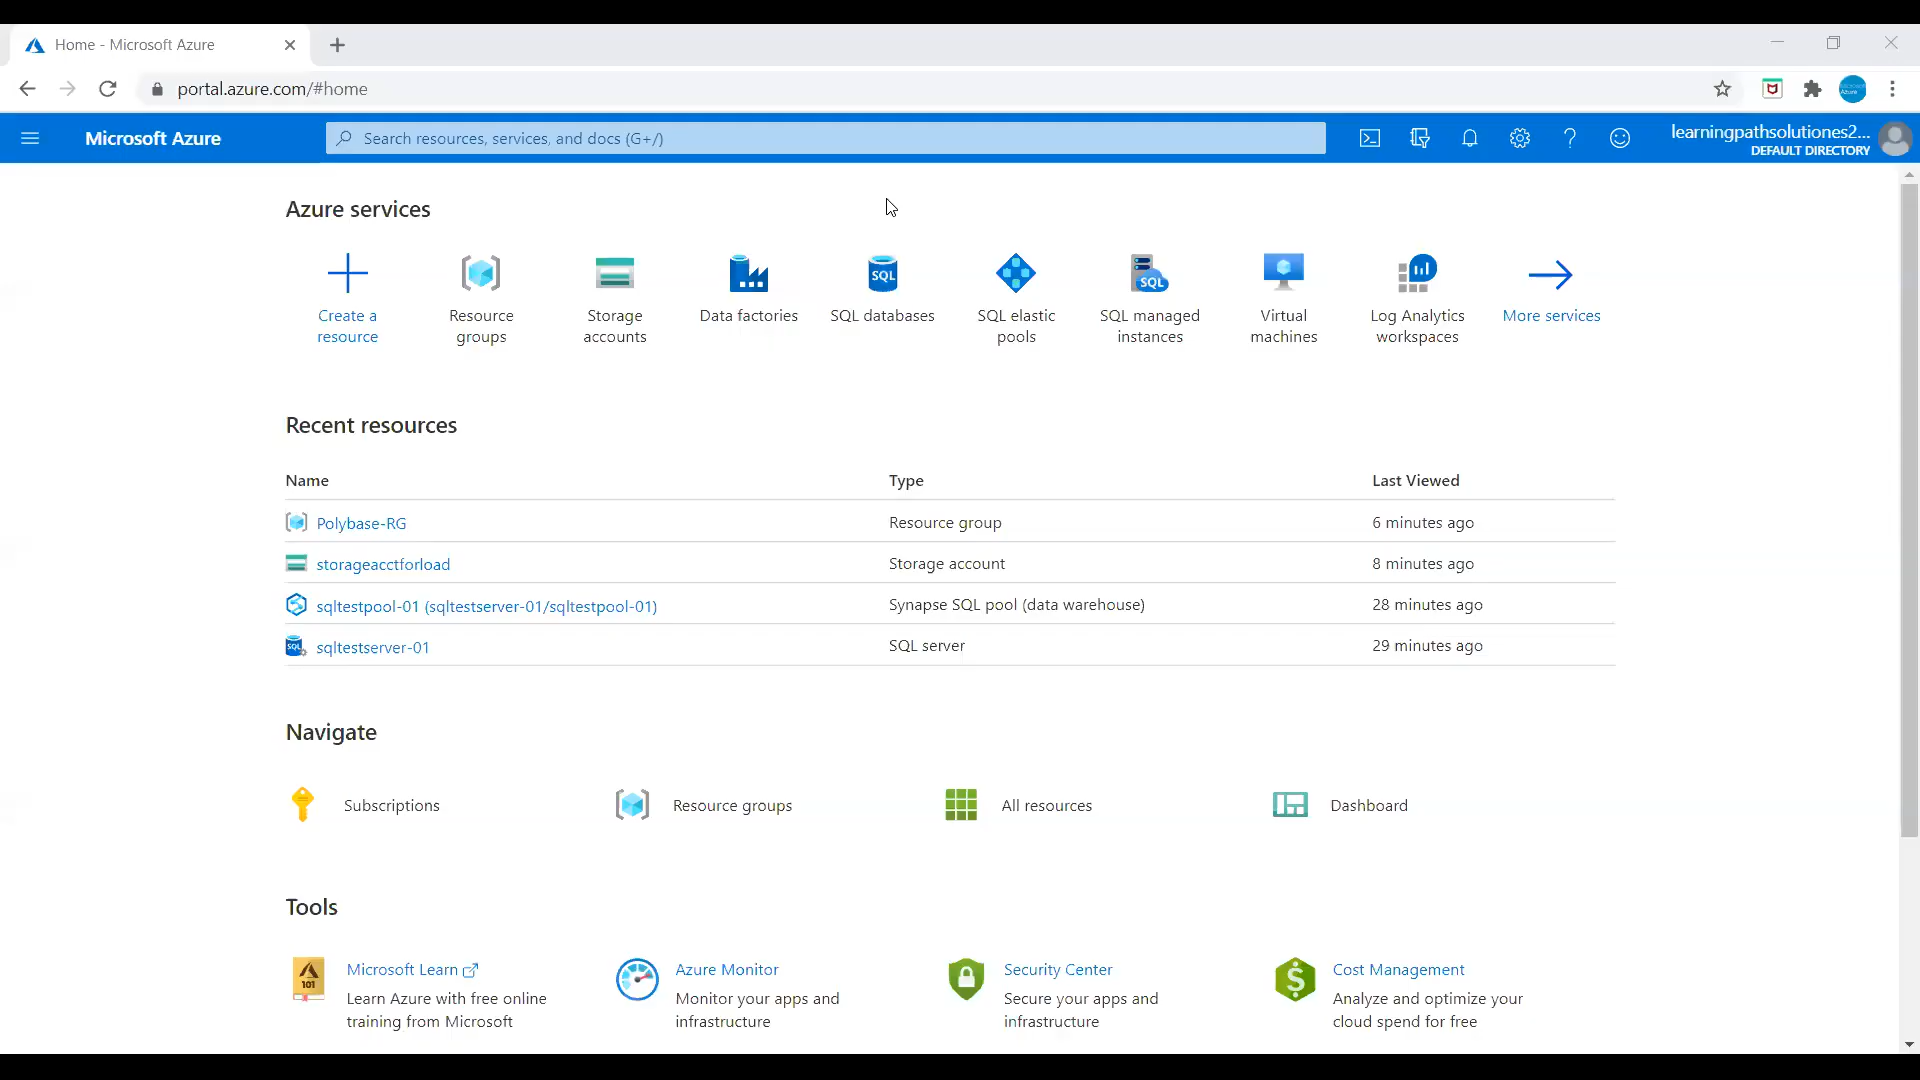 Home - Microsoft Azure
portal.azure.com/#home
Microsoft Azure
Search resources, services, and docs (G+/)
learningpathsolutiones2...
DEFAULT DIRECTORY
Azure services
Create a resource
Resource groups
Storage accounts
Data factories
SQL databases
SQL elastic pools
SQL managed instances
Virtual machines
Log Analytics workspaces
More services
Recent resources
Name Type Last Viewed
Polybase-RG Resource group 6 minutes ago
storageacctforload Storage account 8 minutes ago
sqltestpool-01 (sqltestserver-01/sqltestpool-01) Synapse SQL pool (data warehouse) 28 minutes ago
sqltestserver-01 SQL server 29 minutes ago
Navigate
Subscriptions Resource groups All resources Dashboard
Tools
Microsoft Learn
Learn Azure with free online
training from Microsoft
Azure Monitor
Monitor your apps and
infrastructure
Security Center
Secure your apps and
infrastructure
Cost Management
Analyze and optimize your
cloud spend for free